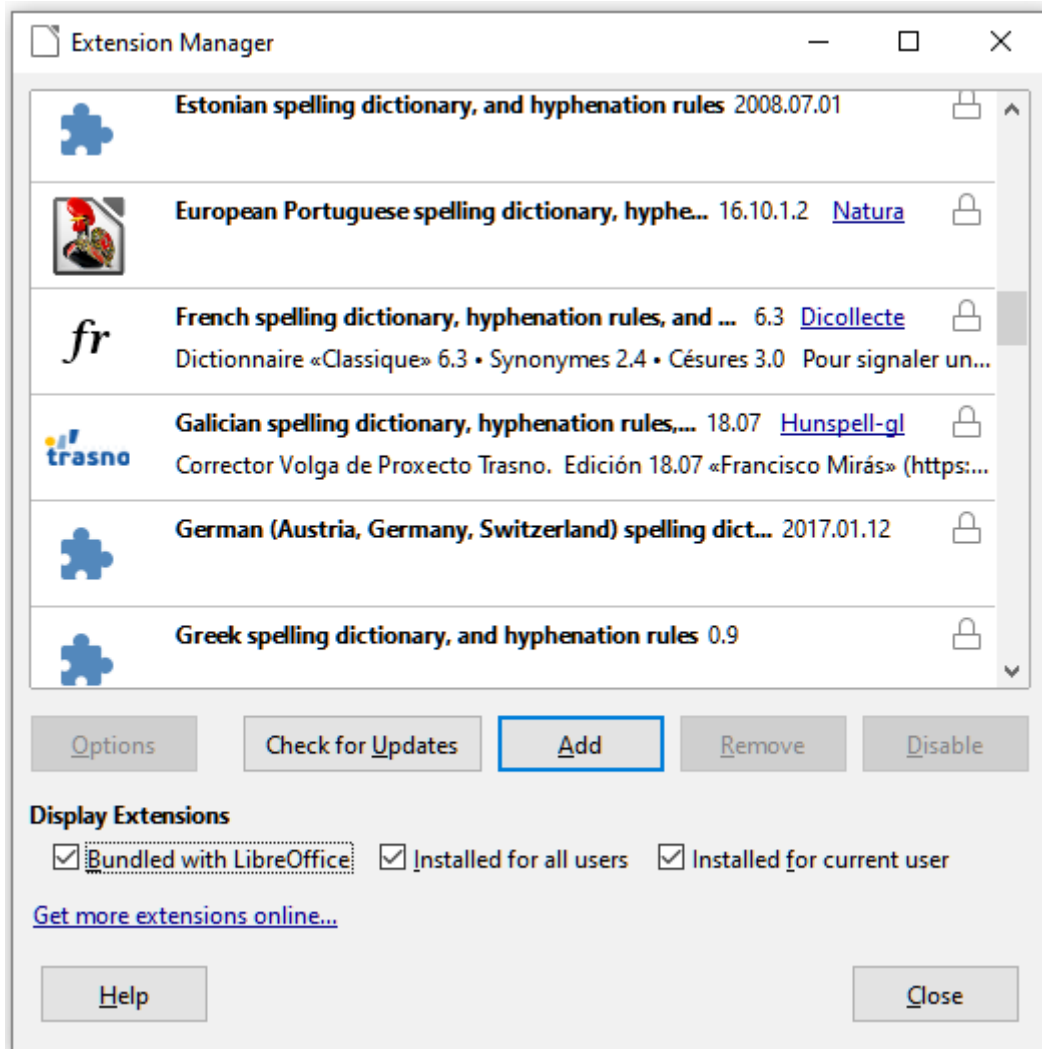 Extension Manager
Estonian spelling dictionary, and hyphenation rules 2008.07.01
European Portuguese spelling dictionary, hyphe... 16.10.1.2 Natura
fr
French spelling dictionary, hyphenation rules, and ... 6.3 Dicollecte
Dictionnaire «Classique» 6.3 • Synonymes 2.4 • Césures 3.0 Pour signaler un...
trasno
Galician spelling dictionary, hyphenation rules,... 18.07 Hunspell-gl
Corrector Volga de Proxecto Trasno. Edición 18.07 «Francisco Mirás» (https:...
German (Austria, Germany, Switzerland) spelling dict... 2017.01.12
Greek spelling dictionary, and hyphenation rules 0.9
Options Check for Updates Add Remove Disable
Display Extensions
Bundled with LibreOffice Installed for all users Installed for current user
Get more extensions online...
Help Close